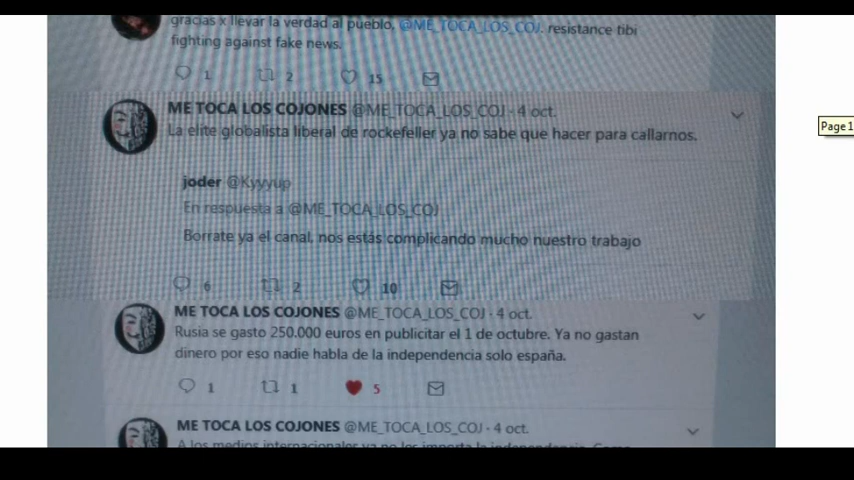 gracias x llevar la verdad al pueblo, @ME_TOCA_LOS_COJ. resistance tibi
fighting against fake news.
1 2 15
ME TOCA LOS COJONES @ME_TOCA_LOS_COJ · 4 oct.
La elite globalista liberal de rockefeller ya no sabe que hacer para callarnos.
joder @Kyyyup
En respuesta a @ME_TOCA_LOS_COJ
Borrate ya el canal, nos estás complicando mucho nuestro trabajo
6 2 10
ME TOCA LOS COJONES @ME_TOCA_LOS_COJ · 4 oct.
Rusia se gasto 250.000 euros en publicitar el 1 de octubre. Ya no gastan
dinero por eso nadie habla de la independencia solo españa.
1 1 5
ME TOCA LOS COJONES @ME_TOCA_LOS_COJ · 4 oct.
A los medios internacionales ya no les importa la independencia. Como
Page 1